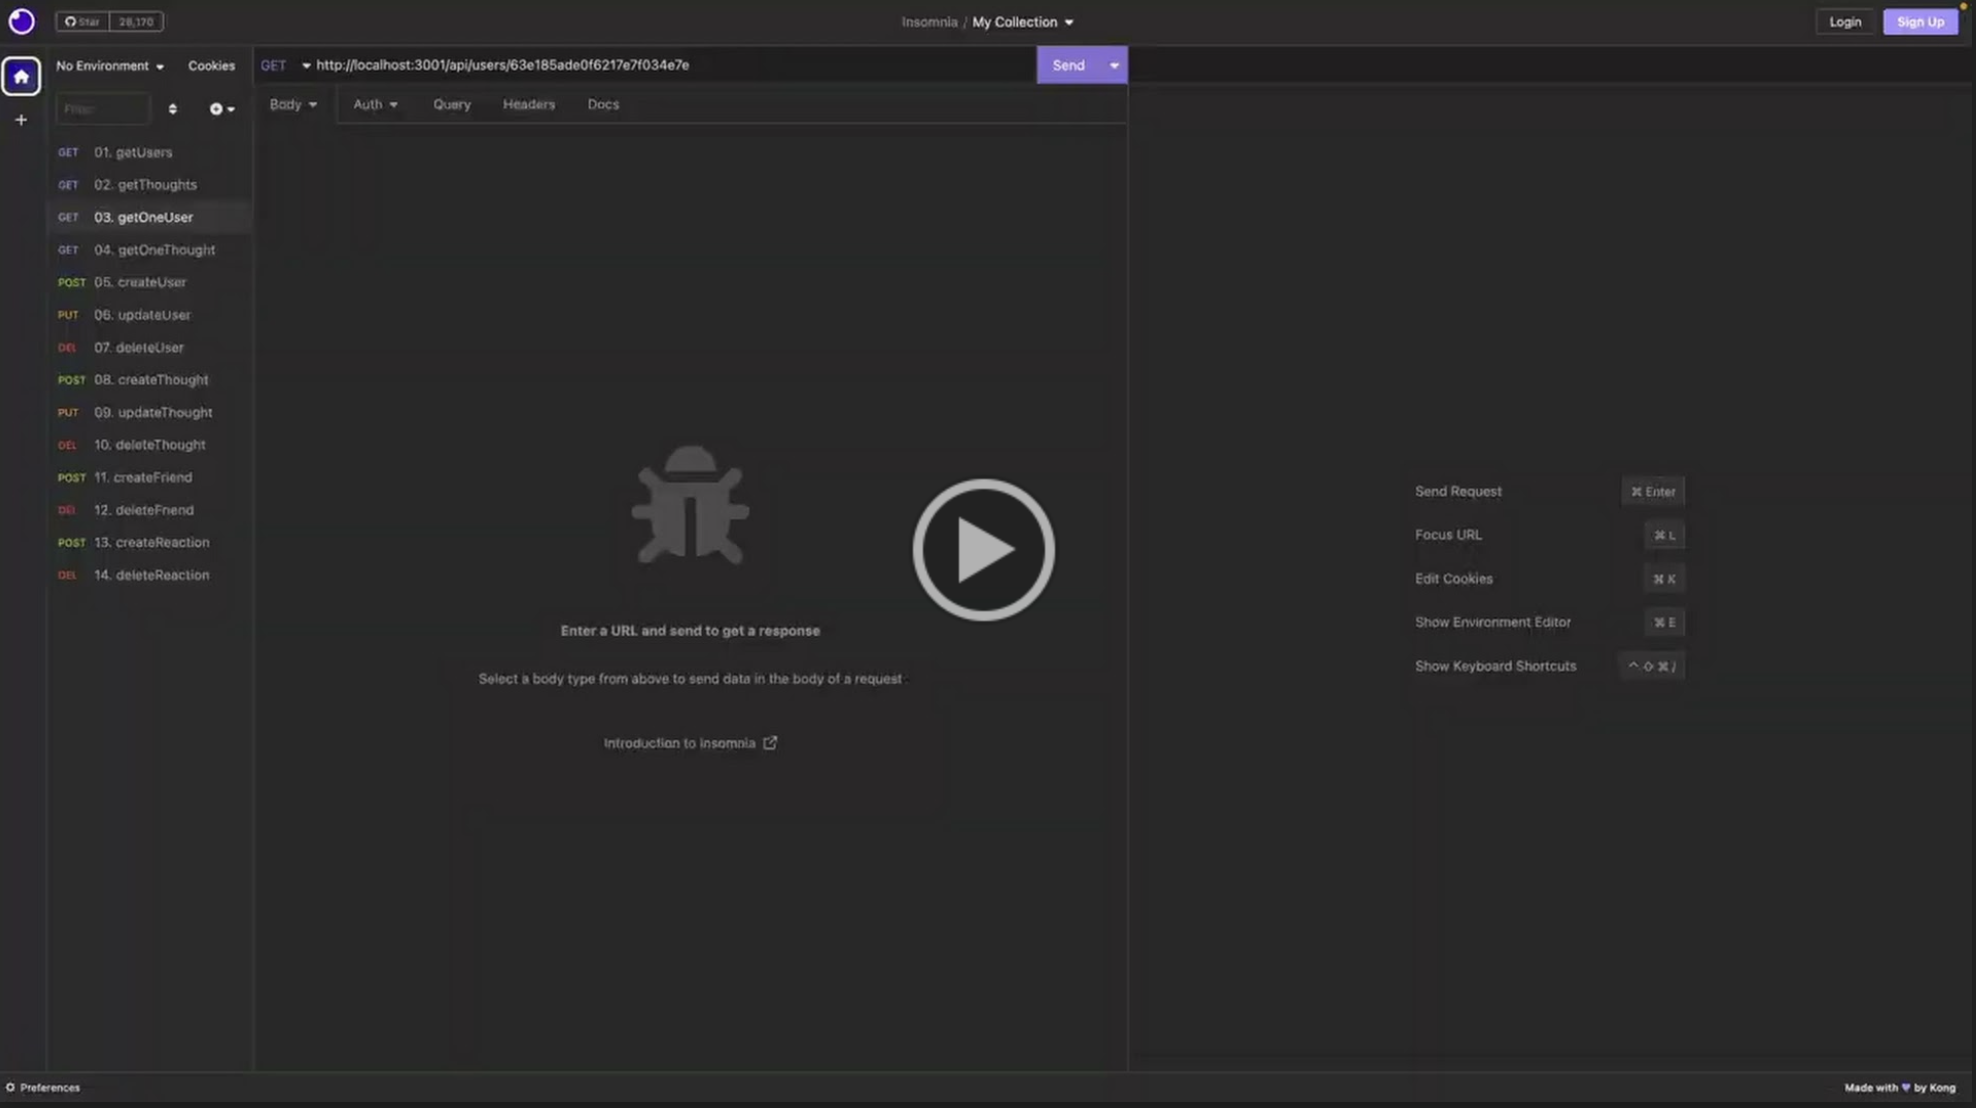 Star 28,170
Insomnia / My Collection
Login
Sign Up
No Environment
Cookies
GET http://localhost:3001/api/users/63e185ade0f6217e7f034e7e
Send
Filter
Body
Auth
Query
Headers
Docs
GET 01. getUsers
GET 02. getThoughts
GET 03. getOneUser
GET 04. getOneThought
POST 05. createUser
PUT 06. updateUser
DEL 07. deleteUser
POST 08. createThought
PUT 09. updateThought
DEL 10. deleteThought
POST 11. createFriend
DEL 12. deleteFriend
POST 13. createReaction
DEL 14. deleteReaction
Enter a URL and send to get a response
Select a body type from above to send data in the body of a request
Introduction to Insomnia
Send Request ⌘ Enter
Focus URL ⌘ L
Edit Cookies ⌘ K
Show Environment Editor ⌘ E
Show Keyboard Shortcuts ⌃ ⇧ ⌘ /
Preferences
Made with ♥ by Kong